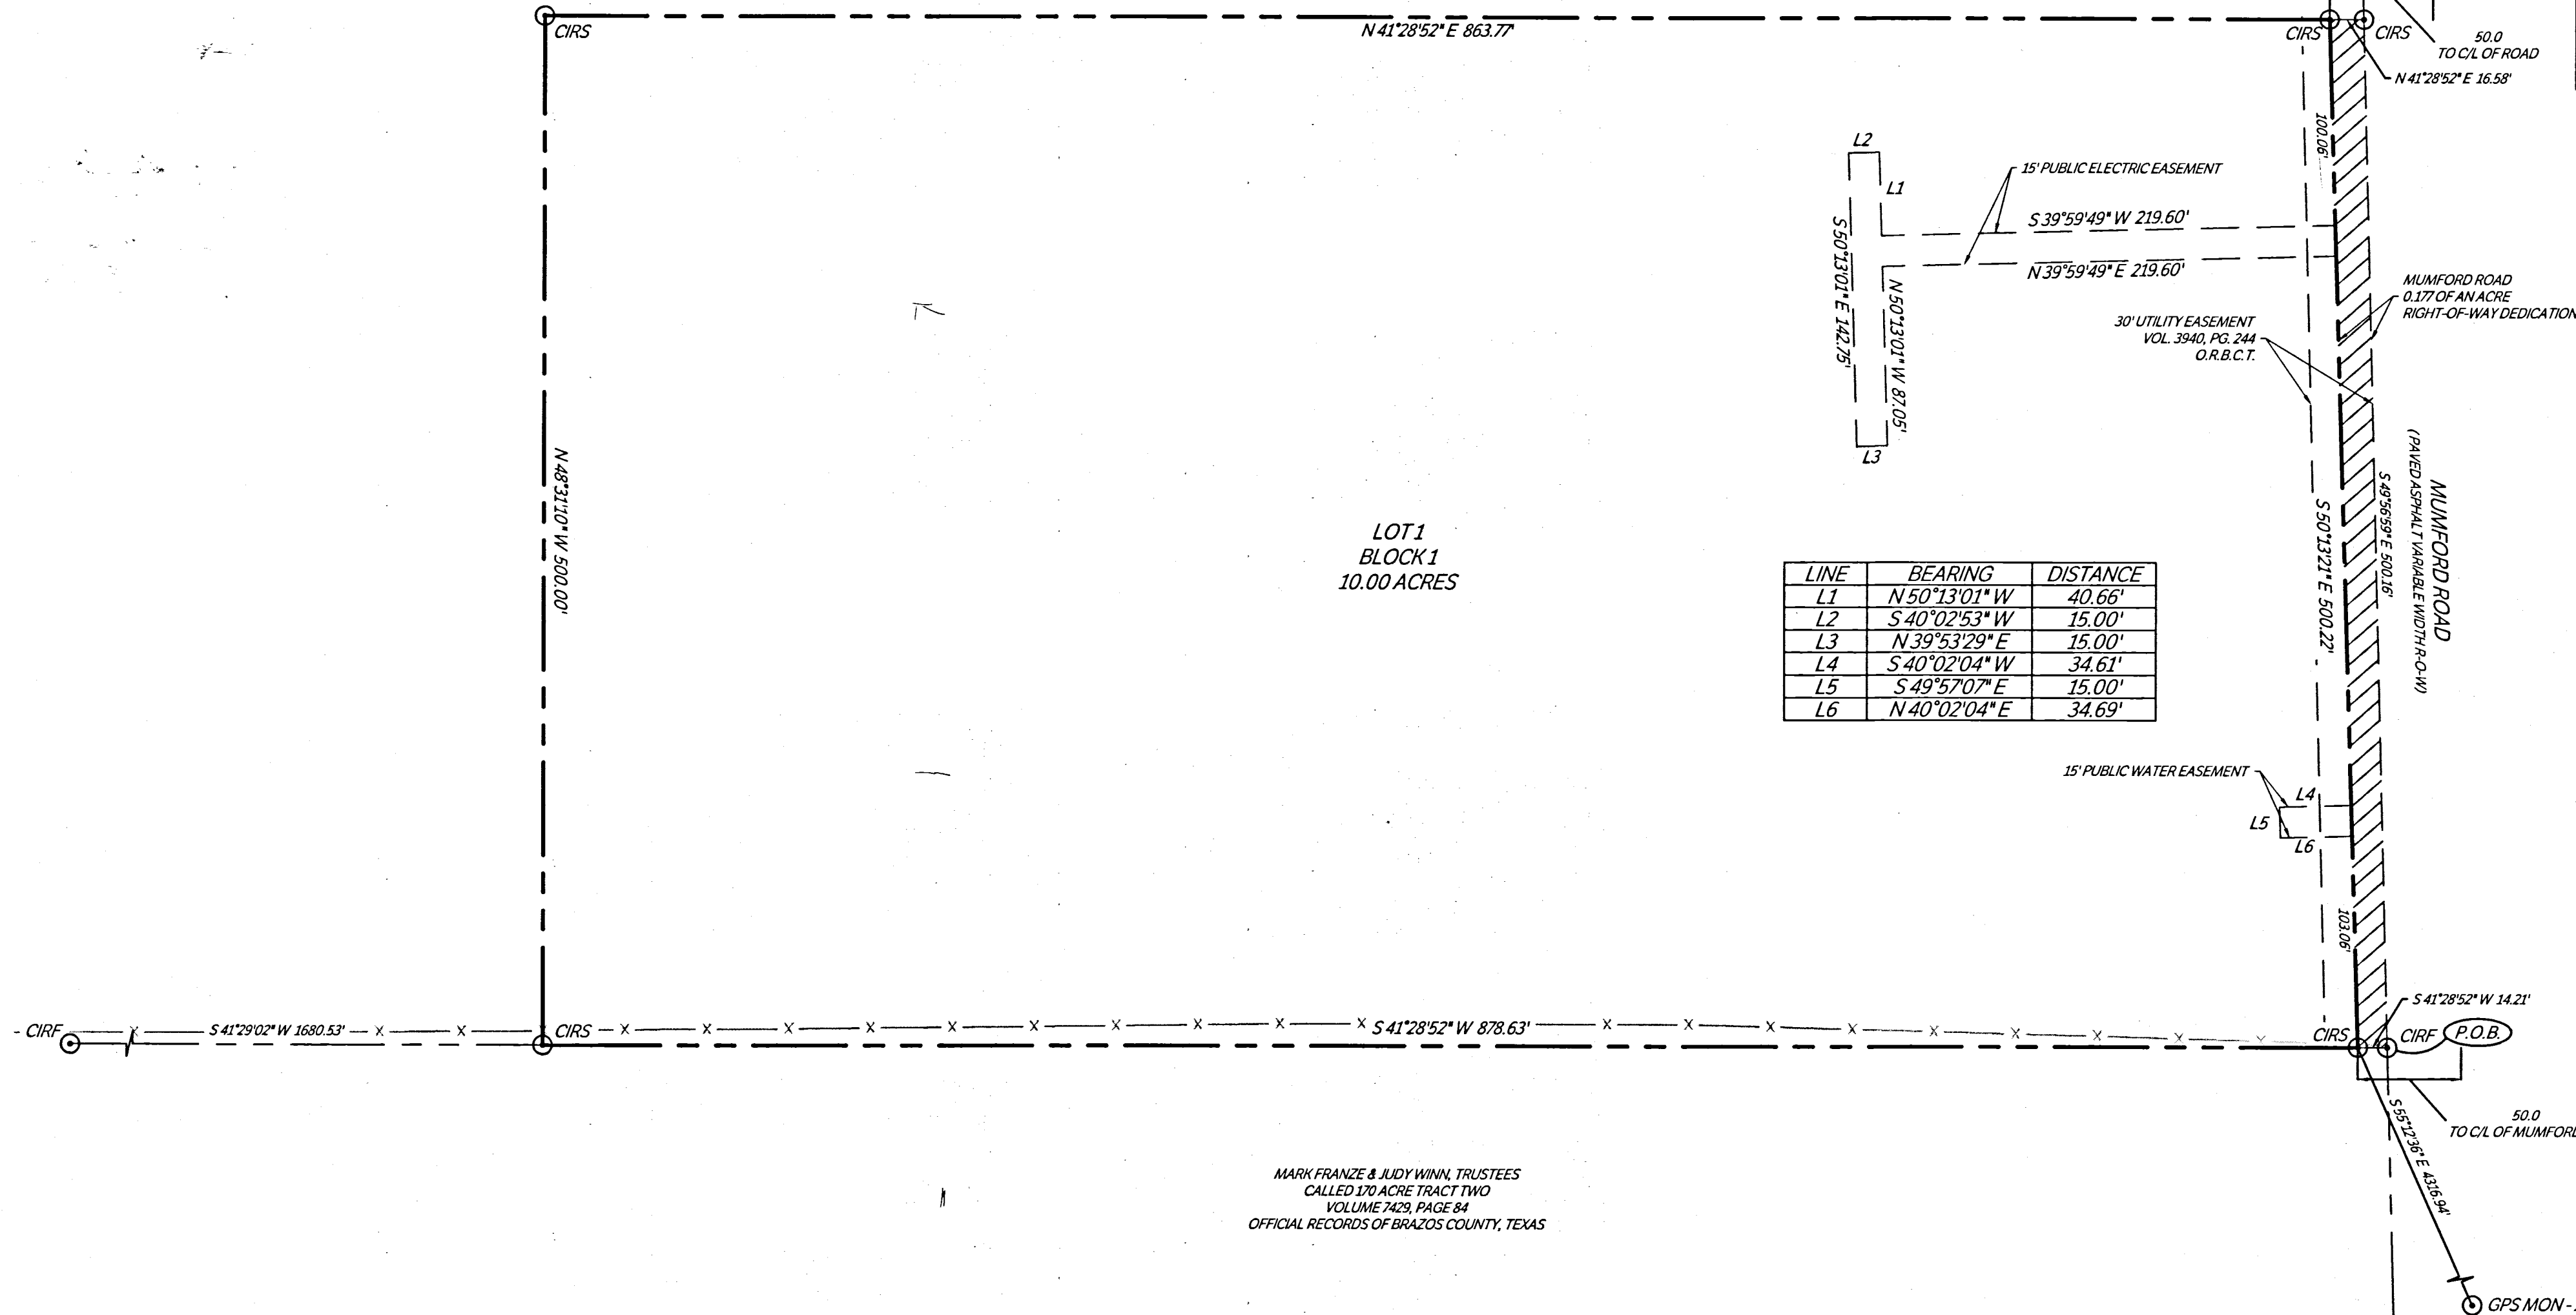 CIRS
N 41°28'52" E 863.77'
CIRS
CIRS
50.0
TO C/L OF ROAD
N 41°28'52" E 16.58'
100.06'
L2
L1
15' PUBLIC ELECTRIC EASEMENT
S 39°59'49" W 219.60'
N 39°59'49" E 219.60'
S 50°13'01" E 142.75'
N 50°13'01" W 87.05'
L3
MUMFORD ROAD
0.177 OF AN ACRE
RIGHT-OF-WAY DEDICATION
30' UTILITY EASEMENT
VOL. 3940, PG. 244
O.R.B.C.T.
N 48°31'10" W 500.00'
LOT 1
BLOCK 1
10.00 ACRES
S 50°13'21" E 500.22'
S 49°56'59" E 500.16'
(PAVED ASPHALT VARIABLE WIDTH R-O-W)
MUMFORD ROAD
LINE BEARING DISTANCE
L1 N 50°13'01" W 40.66'
L2 S 40°02'53" W 15.00'
L3 N 39°53'29" E 15.00'
L4 S 40°02'04" W 34.61'
L5 S 49°57'07" E 15.00'
L6 N 40°02'04" E 34.69'
15' PUBLIC WATER EASEMENT
L4
L5
L6
103.06'
S 41°28'52" W 14.21'
- CIRF
S 41°29'02" W 1680.53'
CIRS
S 41°28'52" W 878.63'
CIRS
CIRF
P.O.B.
50.0
TO C/L OF MUMFORD
S 55°12'36" E 4316.94'
MARK FRANZE & JUDY WINN, TRUSTEES
CALLED 170 ACRE TRACT TWO
VOLUME 7429, PAGE 84
OFFICIAL RECORDS OF BRAZOS COUNTY, TEXAS
GPS MON -